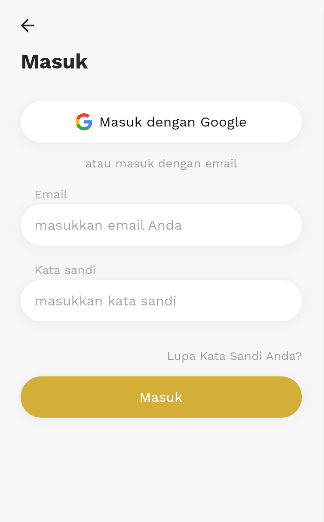 Masuk
Masuk dengan Google
atau masuk dengan email
Email
masukkan email Anda
Kata sandi
masukkan kata sandi
Lupa Kata Sandi Anda?
Masuk